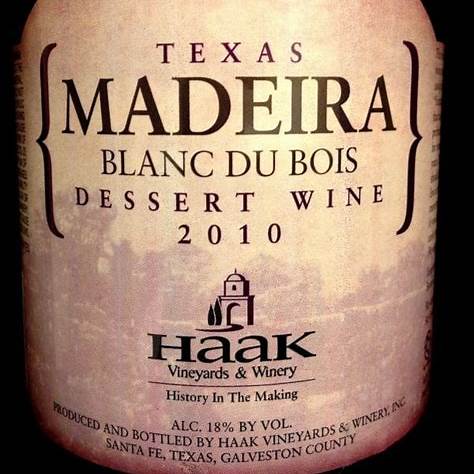 TEXAS
MADEIRA
BLANC DU BOIS
DESSERT WINE
2010
HaaK
Vineyards & Winery
History In The Making
ALC. 18% BY VOL.
PRODUCED AND BOTTLED BY HAAK VINEYARDS & WINERY, INC.
SANTA FE, TEXAS, GALVESTON COUNTY